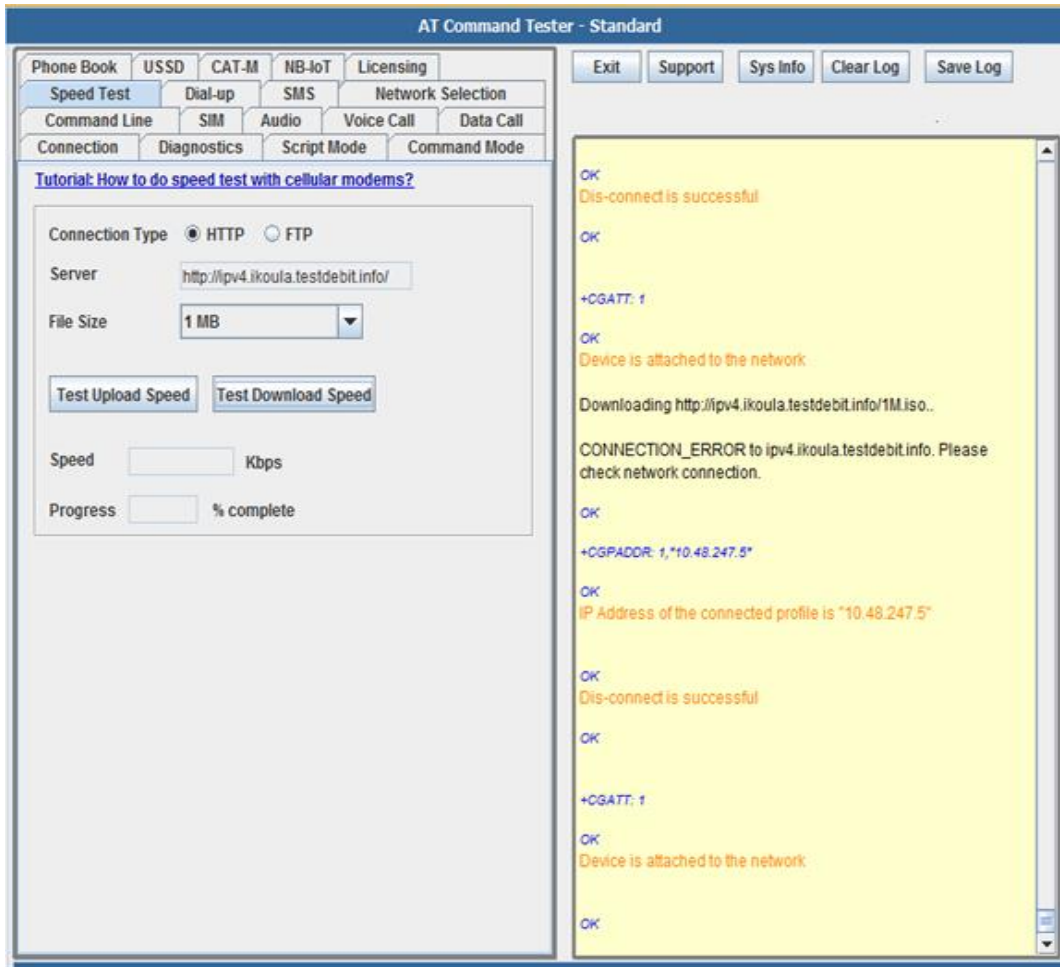 AT Command Tester - Standard
Phone Book USSD CAT-M NB-IoT Licensing
Speed Test Dial-up SMS Network Selection
Command Line SIM Audio Voice Call Data Call
Connection Diagnostics Script Mode Command Mode
Tutorial: How to do speed test with cellular modems?
Connection Type HTTP FTP
Server http://ipv4.ikoula.testdebit.info/
File Size 1 MB
Test Upload Speed Test Download Speed
Speed Kbps
Progress % complete
Exit Support Sys Info Clear Log Save Log
OK
Dis-connect is successful
OK
+CGATT: 1
OK
Device is attached to the network
Downloading http://ipv4.ikoula.testdebit.info/1M.iso..
CONNECTION_ERROR to ipv4.ikoula.testdebit.info. Please
check network connection.
OK
+CGPADDR: 1,"10.48.247.5"
OK
IP Address of the connected profile is "10.48.247.5"
OK
Dis-connect is successful
OK
+CGATT: 1
OK
Device is attached to the network
OK